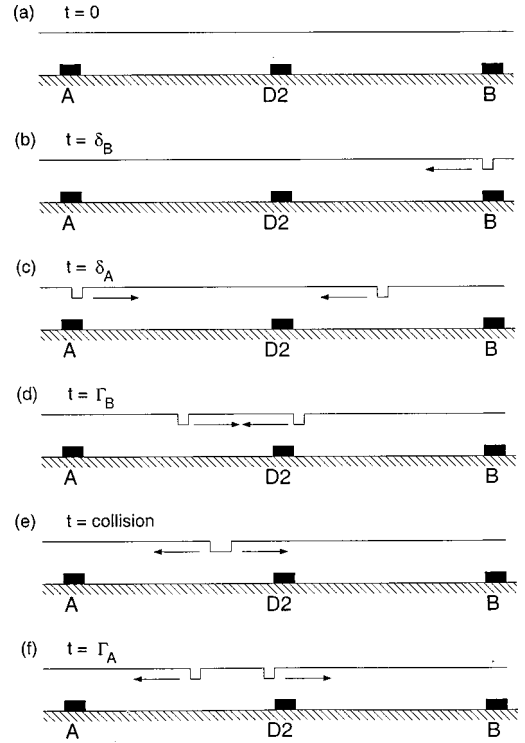 (a) t = 0
A D2 B
(b) t = δB
A D2 B
(c) t = δA
A D2 B
(d) t = ΓB
A D2 B
(e) t = collision
A D2 B
(f) t = ΓA
A D2 B